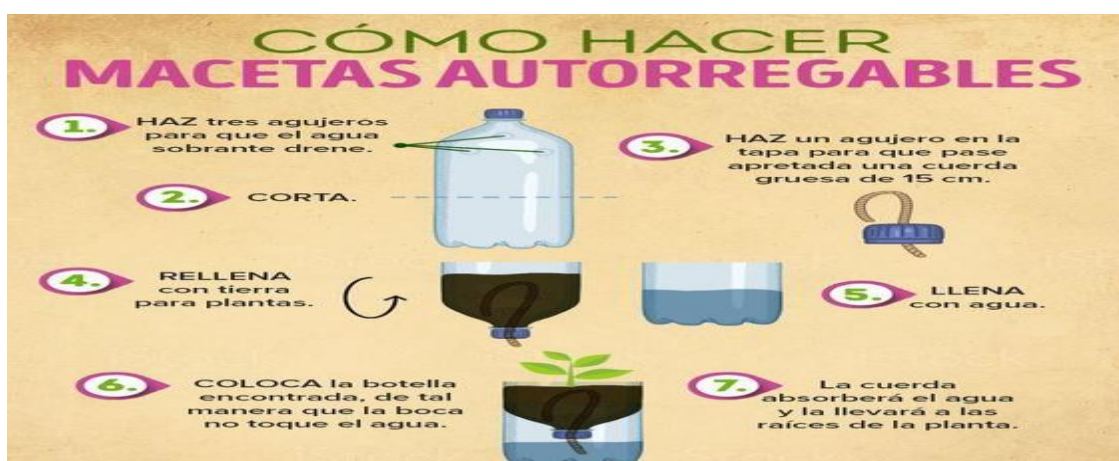 CÓMO HACER
MACETAS AUTORREGABLES
1.
HAZ tres agujeros
para que el agua
sobrante drene.
2.
CORTA.
3.
HAZ un agujero en la
tapa para que pase
apretada una cuerda
gruesa de 15 cm.
4.
RELLENA
con tierra
para plantas.
5.
LLENA
con agua.
6.
COLOCA la botella
encontrada, de tal
manera que la boca
no toque el agua.
7.
La cuerda
absorberá el agua
y la llevará a las
raíces de la planta.